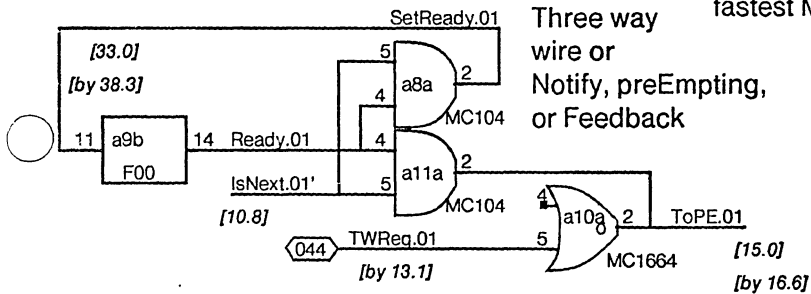 SetReady.01
Three way
fastest M
wire or
Notify, preEmpting,
or Feedback
[33.0]
[by 38.3]
5
a8a
2
4
MC104
11
a9b
14
Ready.01
4
F00
a11a
2
IsNext.01'
5
MC104
[10.8]
4
a10a
2
ToPE.01
044
TWReq.01
5
MC1664
[15.0]
[by 13.1]
[by 16.6]